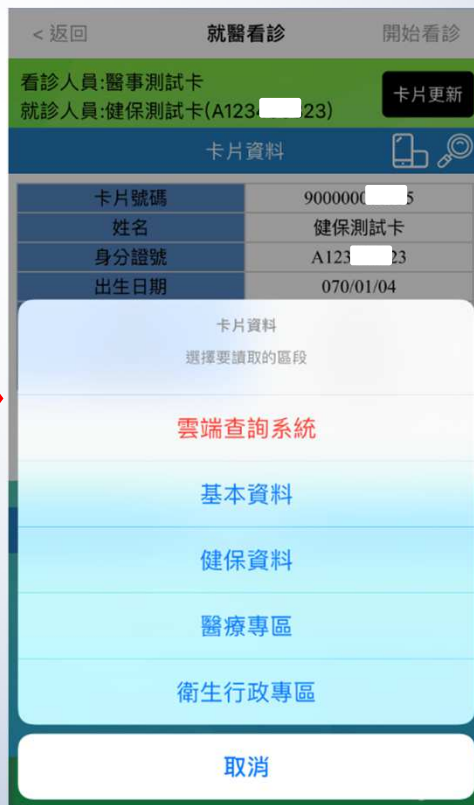 < 返回 就醫看診 開始看診
看診人員:醫事測試卡
就診人員:健保測試卡(A123 23)
卡片更新
卡片資料
卡片號碼 9000000 5
姓名 健保測試卡
身分證號 A123 23
出生日期 070/01/04
卡片資料
選擇要讀取的區段
雲端查詢系統
基本資料
健保資料
醫療專區
衛生行政專區
取消